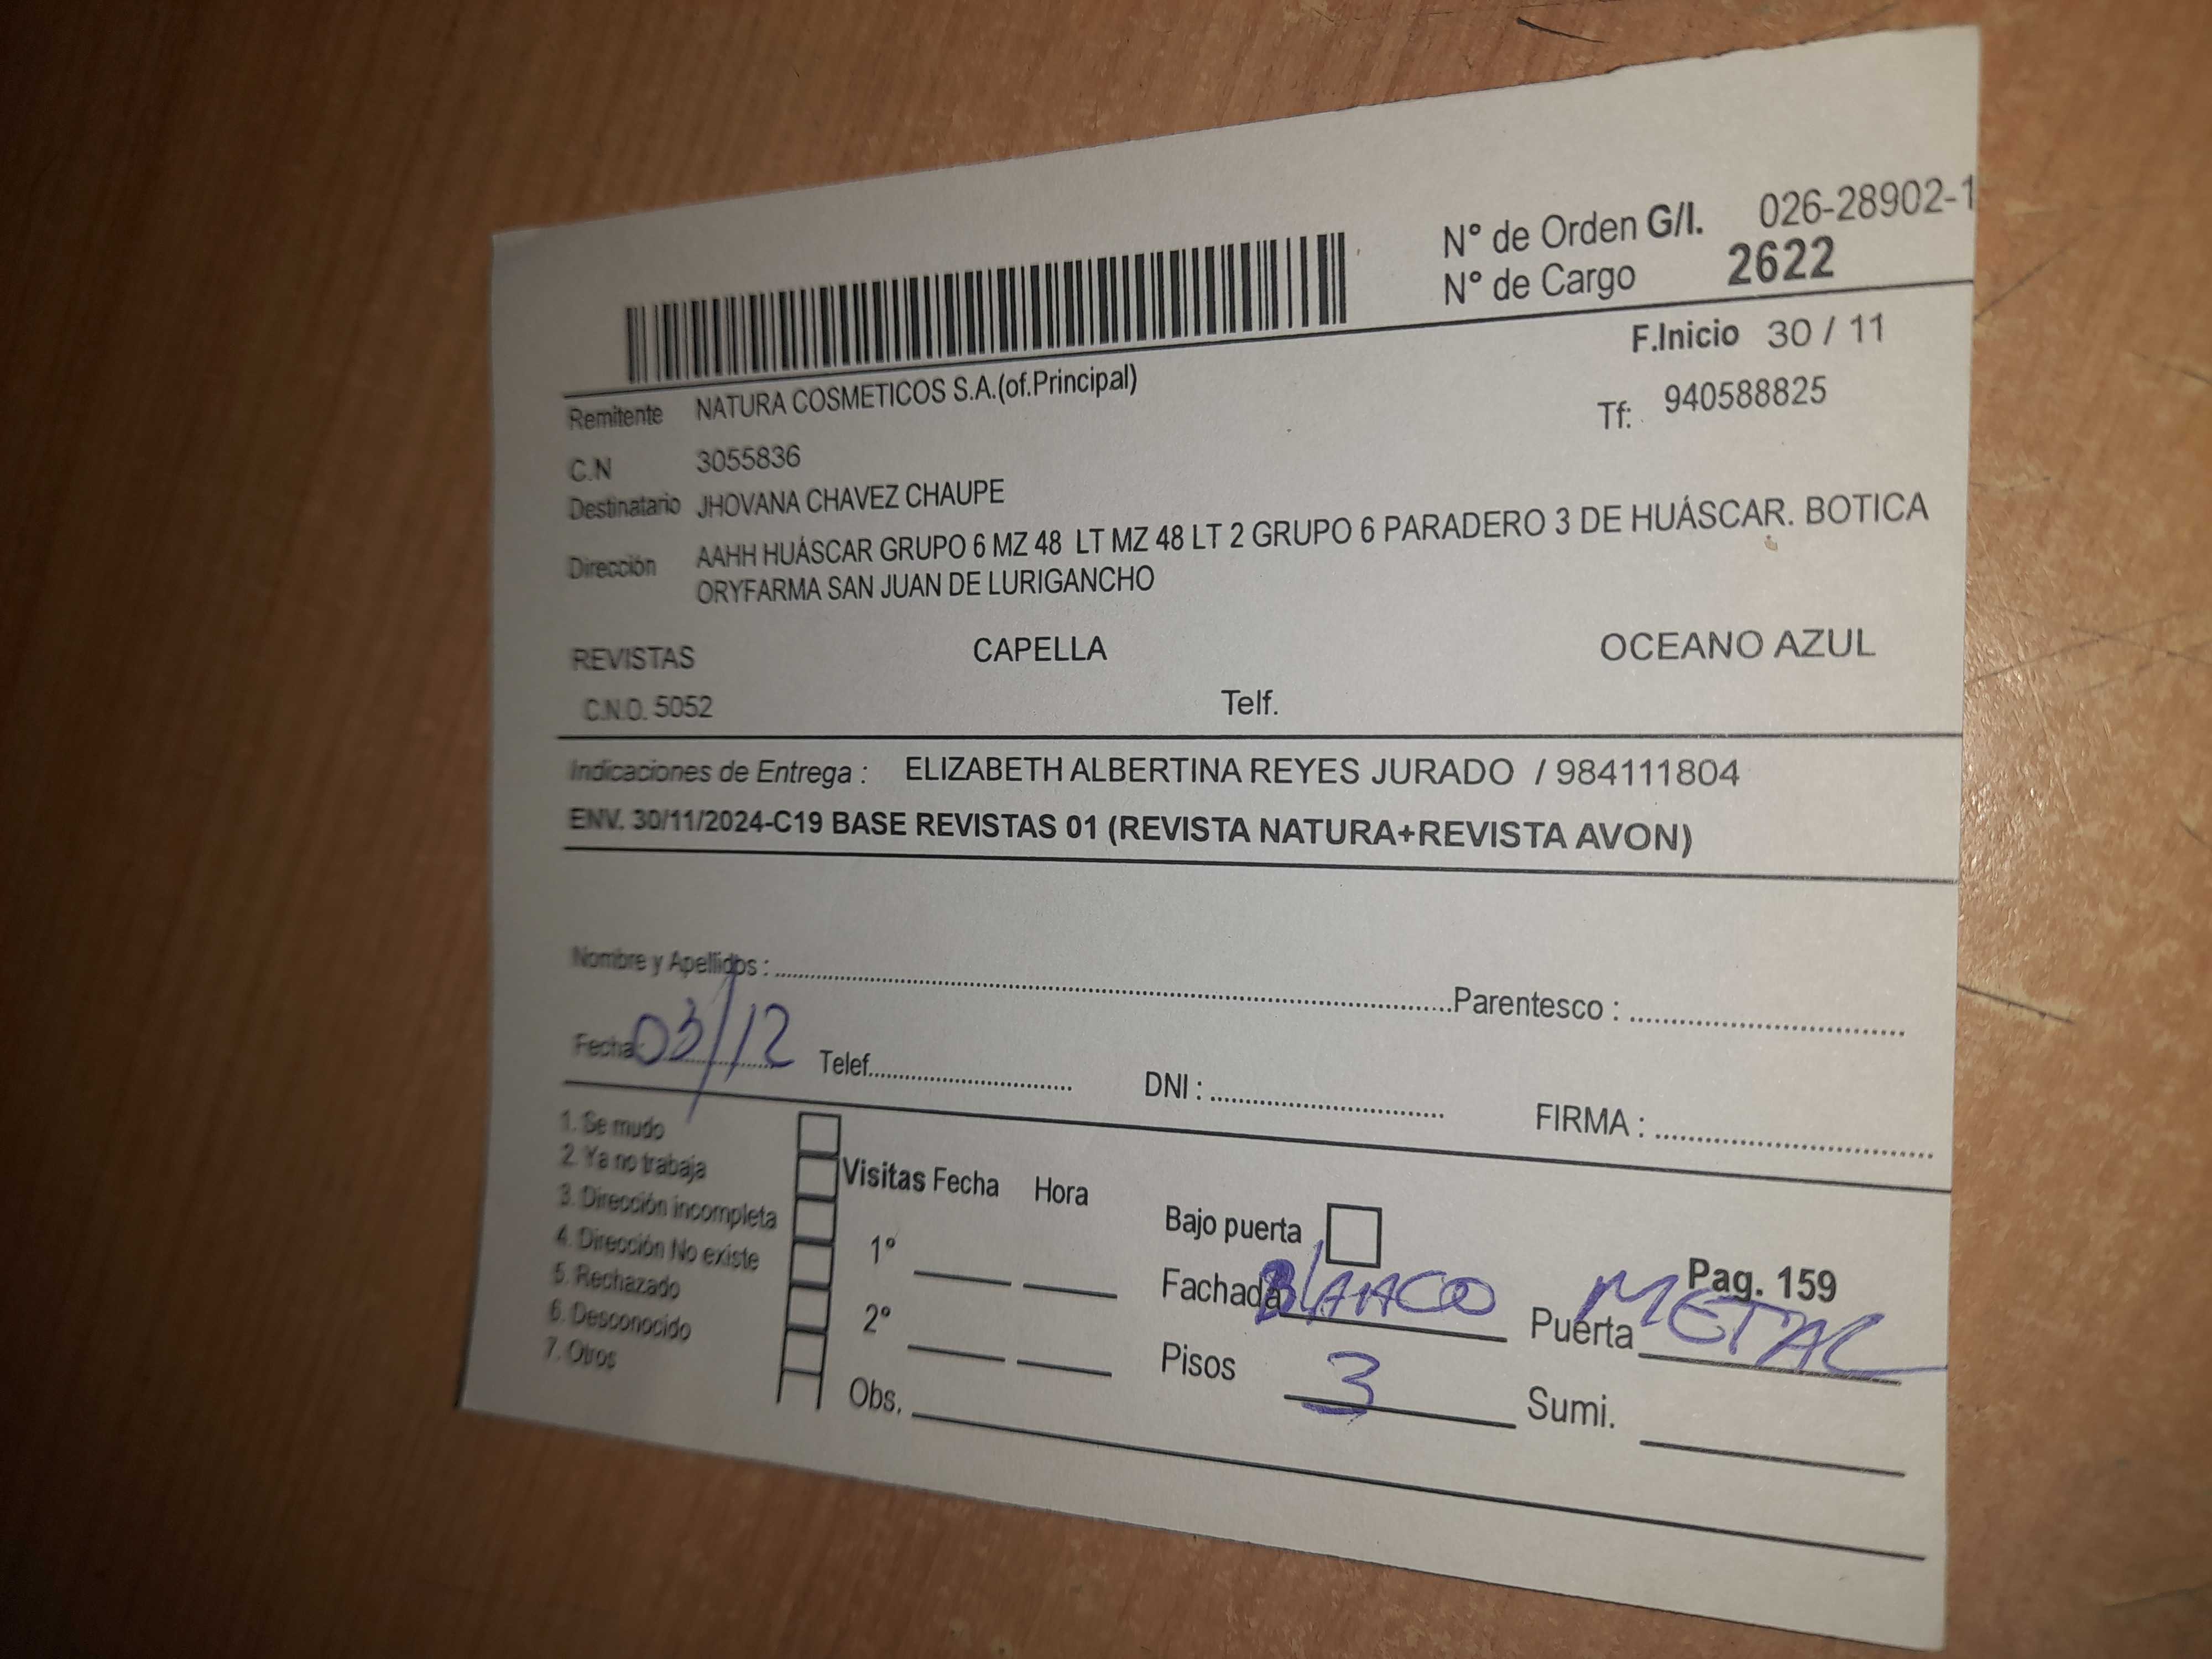 N° de Orden G/I. 026-28902-1
N° de Cargo 2622
F.Inicio 30 / 11
Remitente NATURA COSMETICOS S.A.(of.Principal)
Tf: 940588825
C.N 3055836
Destinatario JHOVANA CHAVEZ CHAUPE
Dirección AAHH HUÁSCAR GRUPO 6 MZ 48 LT MZ 48 LT 2 GRUPO 6 PARADERO 3 DE HUÁSCAR. BOTICA
ORYFARMA SAN JUAN DE LURIGANCHO
REVISTAS CAPELLA OCEANO AZUL
C.N.O. 5052 Telf.
Indicaciones de Entrega : ELIZABETH ALBERTINA REYES JURADO / 984111804
ENV. 30/11/2024-C19 BASE REVISTAS 01 (REVISTA NATURA+REVISTA AVON)
Nombre y Apellidos : Parentesco :
Fecha: 03/12 Telef. DNI : FIRMA :
1. Se mudo
2. Ya no trabaja
3. Dirección incompleta
4. Dirección No existe
5. Rechazado
6. Desconocido
7. Otros
Visitas Fecha Hora
1°
2°
Obs.
Bajo puerta
Pag. 159
Fachada BLANCO Puerta METAL
Pisos 3 Sumi.